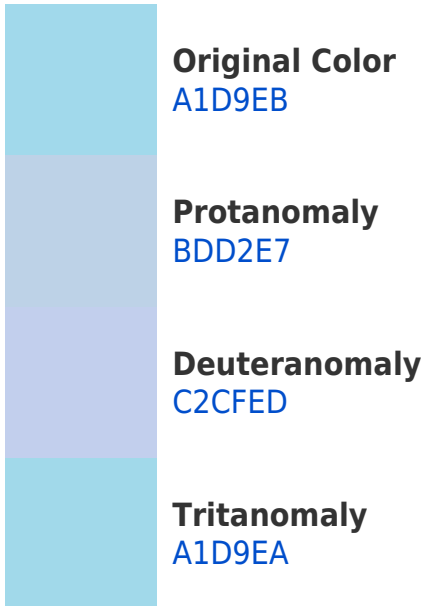 Original Color
A1D9EB
Protanomaly
BDD2E7
Deuteranomaly
C2CFED
Tritanomaly
A1D9EA